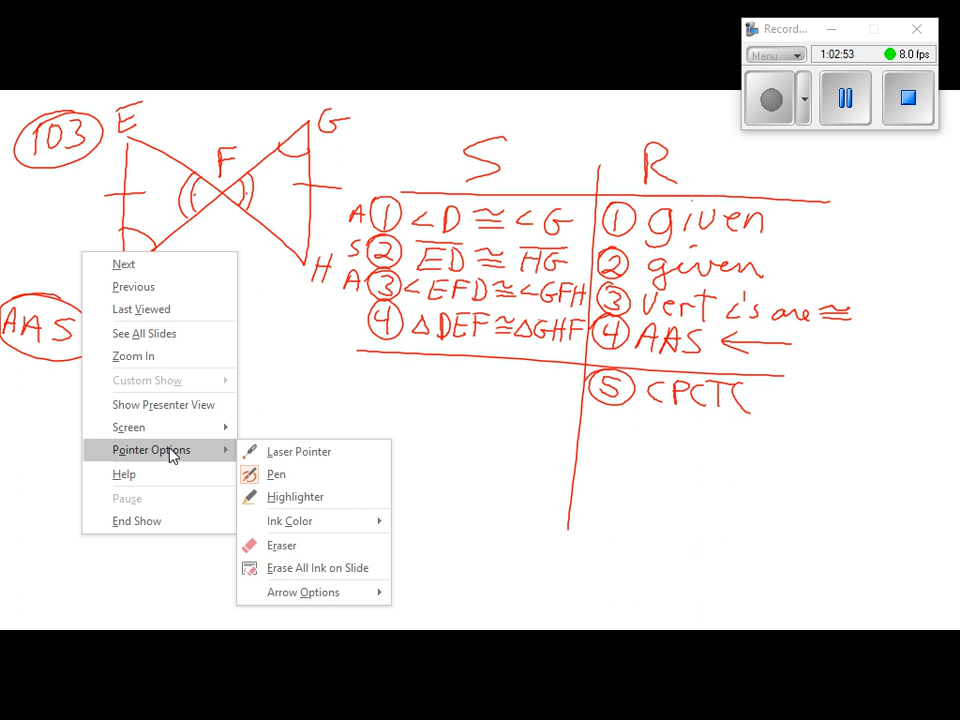 Record...
Menu
1:02:53
8.0 fps
103
E
G
F
H
AAS
S
R
A ① ∠D ≅ ∠G
① given
S ② ED ≅ HG
② given
A ③ ∠EFD ≅ ∠GFH
③ Vert ∠'s are ≅
④ △DEF ≅ △GHF
④ AAS ←
⑤ CPCTC
Next
Previous
Last Viewed
See All Slides
Zoom In
Custom Show
Show Presenter View
Screen
Pointer Options
Help
Pause
End Show
Laser Pointer
Pen
Highlighter
Ink Color
Eraser
Erase All Ink on Slide
Arrow Options